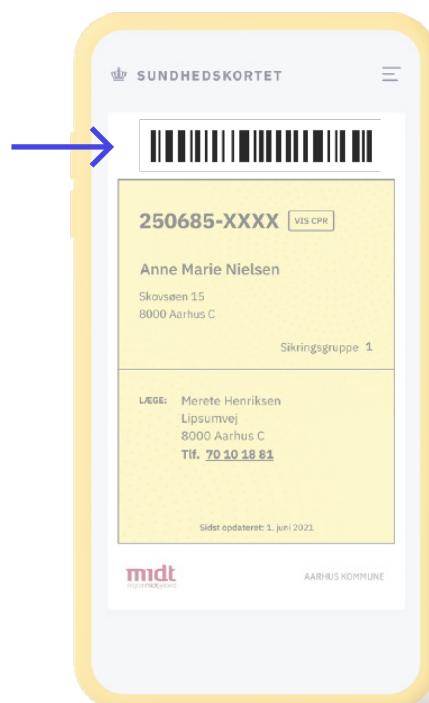 SUNDHEDSKORTET
250685-XXXX VIS CPR
Anne Marie Nielsen
Skovsøen 15
8000 Aarhus C
Sikringsgruppe 1
LÆGE: Merete Henriksen
Lipsumvej
8000 Aarhus C
Tlf. 70 10 18 81
Sidst opdateret: 1. juni 2021
midt
regionmidtjylland
AARHUS KOMMUNE